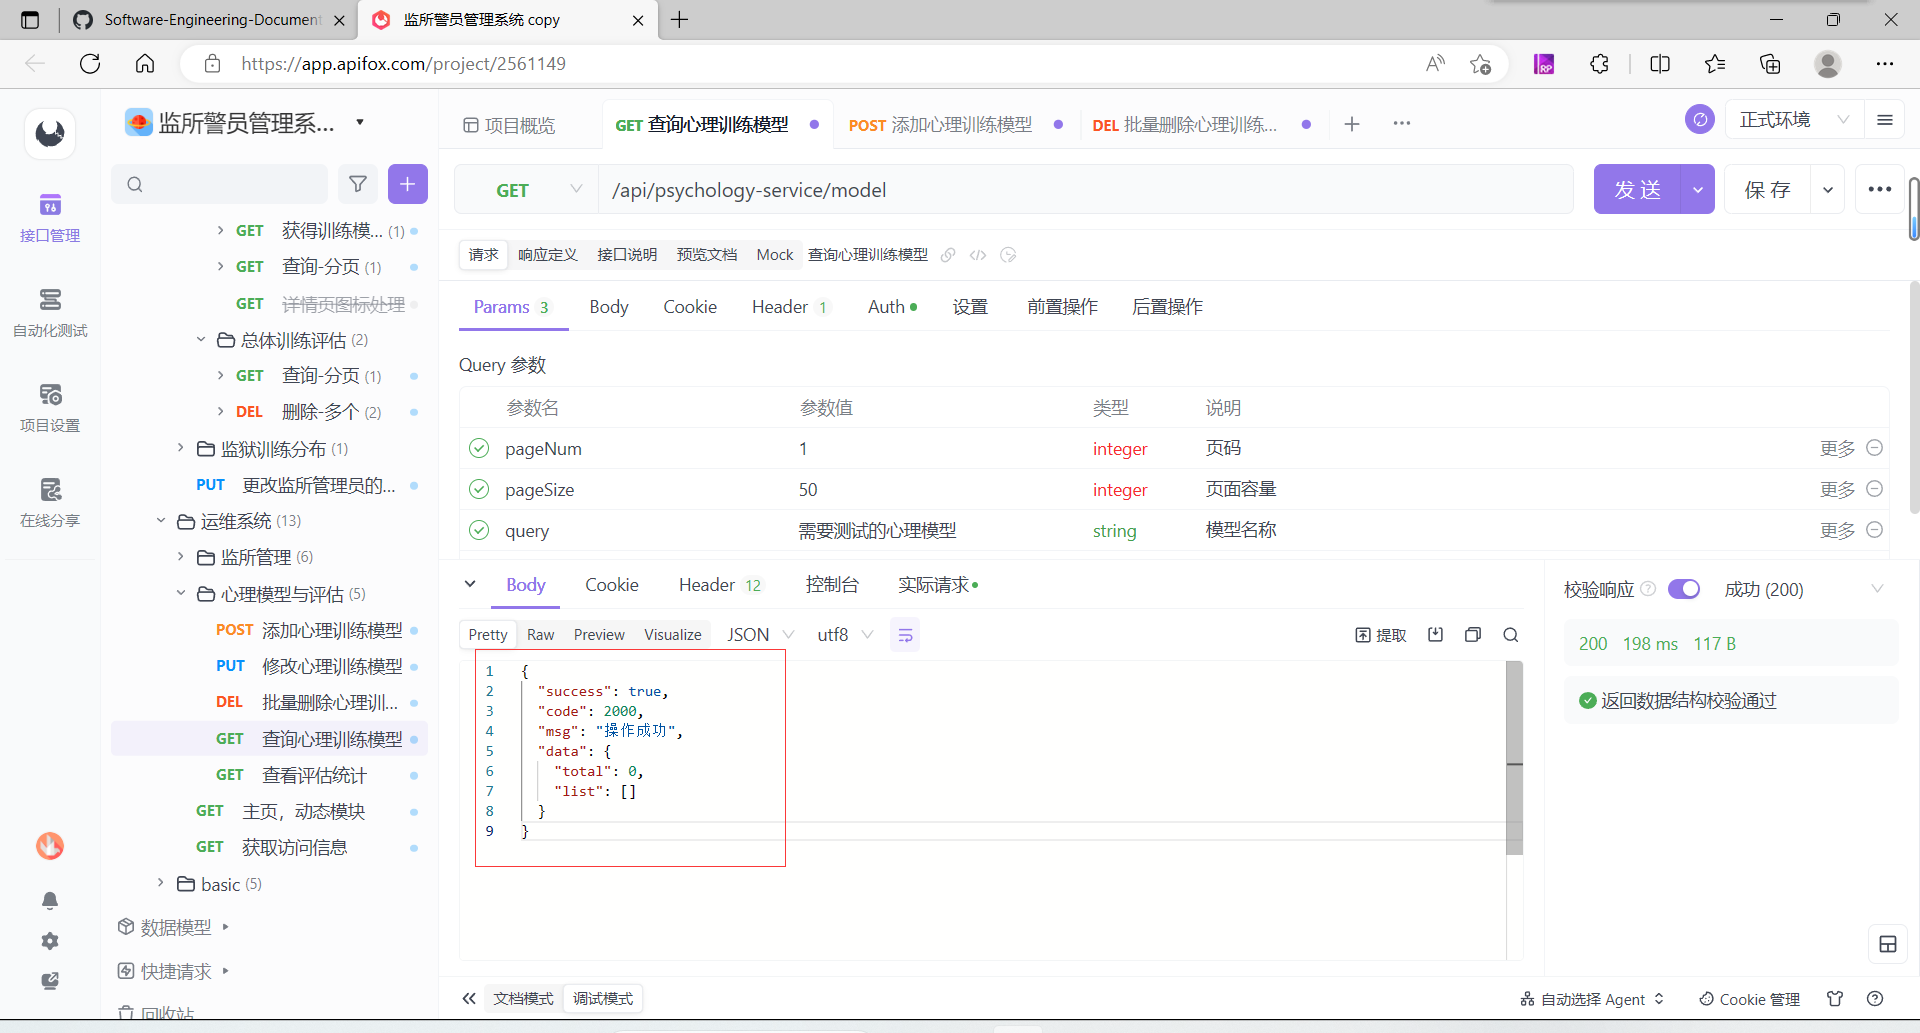 Software-Engineering-Document
监所警员管理系统 copy
https://app.apifox.com/project/2561149
监所警员管理系...
项目概览
GET 查询心理训练模型
POST 添加心理训练模型
DEL 批量删除心理训练...
正式环境
GET
/api/psychology-service/model
发 送
保 存
接口管理
自动化测试
项目设置
在线分享
GET 获得训练模... (1)
GET 查询-分页 (1)
GET 详情页图标处理
总体训练评估 (2)
GET 查询-分页 (1)
DEL 删除-多个 (2)
监狱训练分布 (1)
PUT 更改监所管理员的...
运维系统 (13)
监所管理 (6)
心理模型与评估 (5)
POST 添加心理训练模型
PUT 修改心理训练模型
DEL 批量删除心理训...
GET 查询心理训练模型
GET 查看评估统计
GET 主页，动态模块
GET 获取访问信息
basic (5)
数据模型
快捷请求
回收站
请求 响应定义 接口说明 预览文档 Mock 查询心理训练模型
Params 3 Body Cookie Header 1 Auth 设置 前置操作 后置操作
Query 参数
参数名 参数值 类型 说明
pageNum 1 integer 页码 更多
pageSize 50 integer 页面容量 更多
query 需要测试的心理模型 string 模型名称 更多
Body Cookie Header 12 控制台 实际请求
Pretty Raw Preview Visualize JSON utf8 提取
1 {
2 "success": true,
3 "code": 2000,
4 "msg": "操作成功",
5 "data": {
6 "total": 0,
7 "list": []
8 }
9 }
校验响应 成功 (200)
200 198 ms 117 B
返回数据结构校验通过
文档模式 调试模式
自动选择 Agent
Cookie 管理